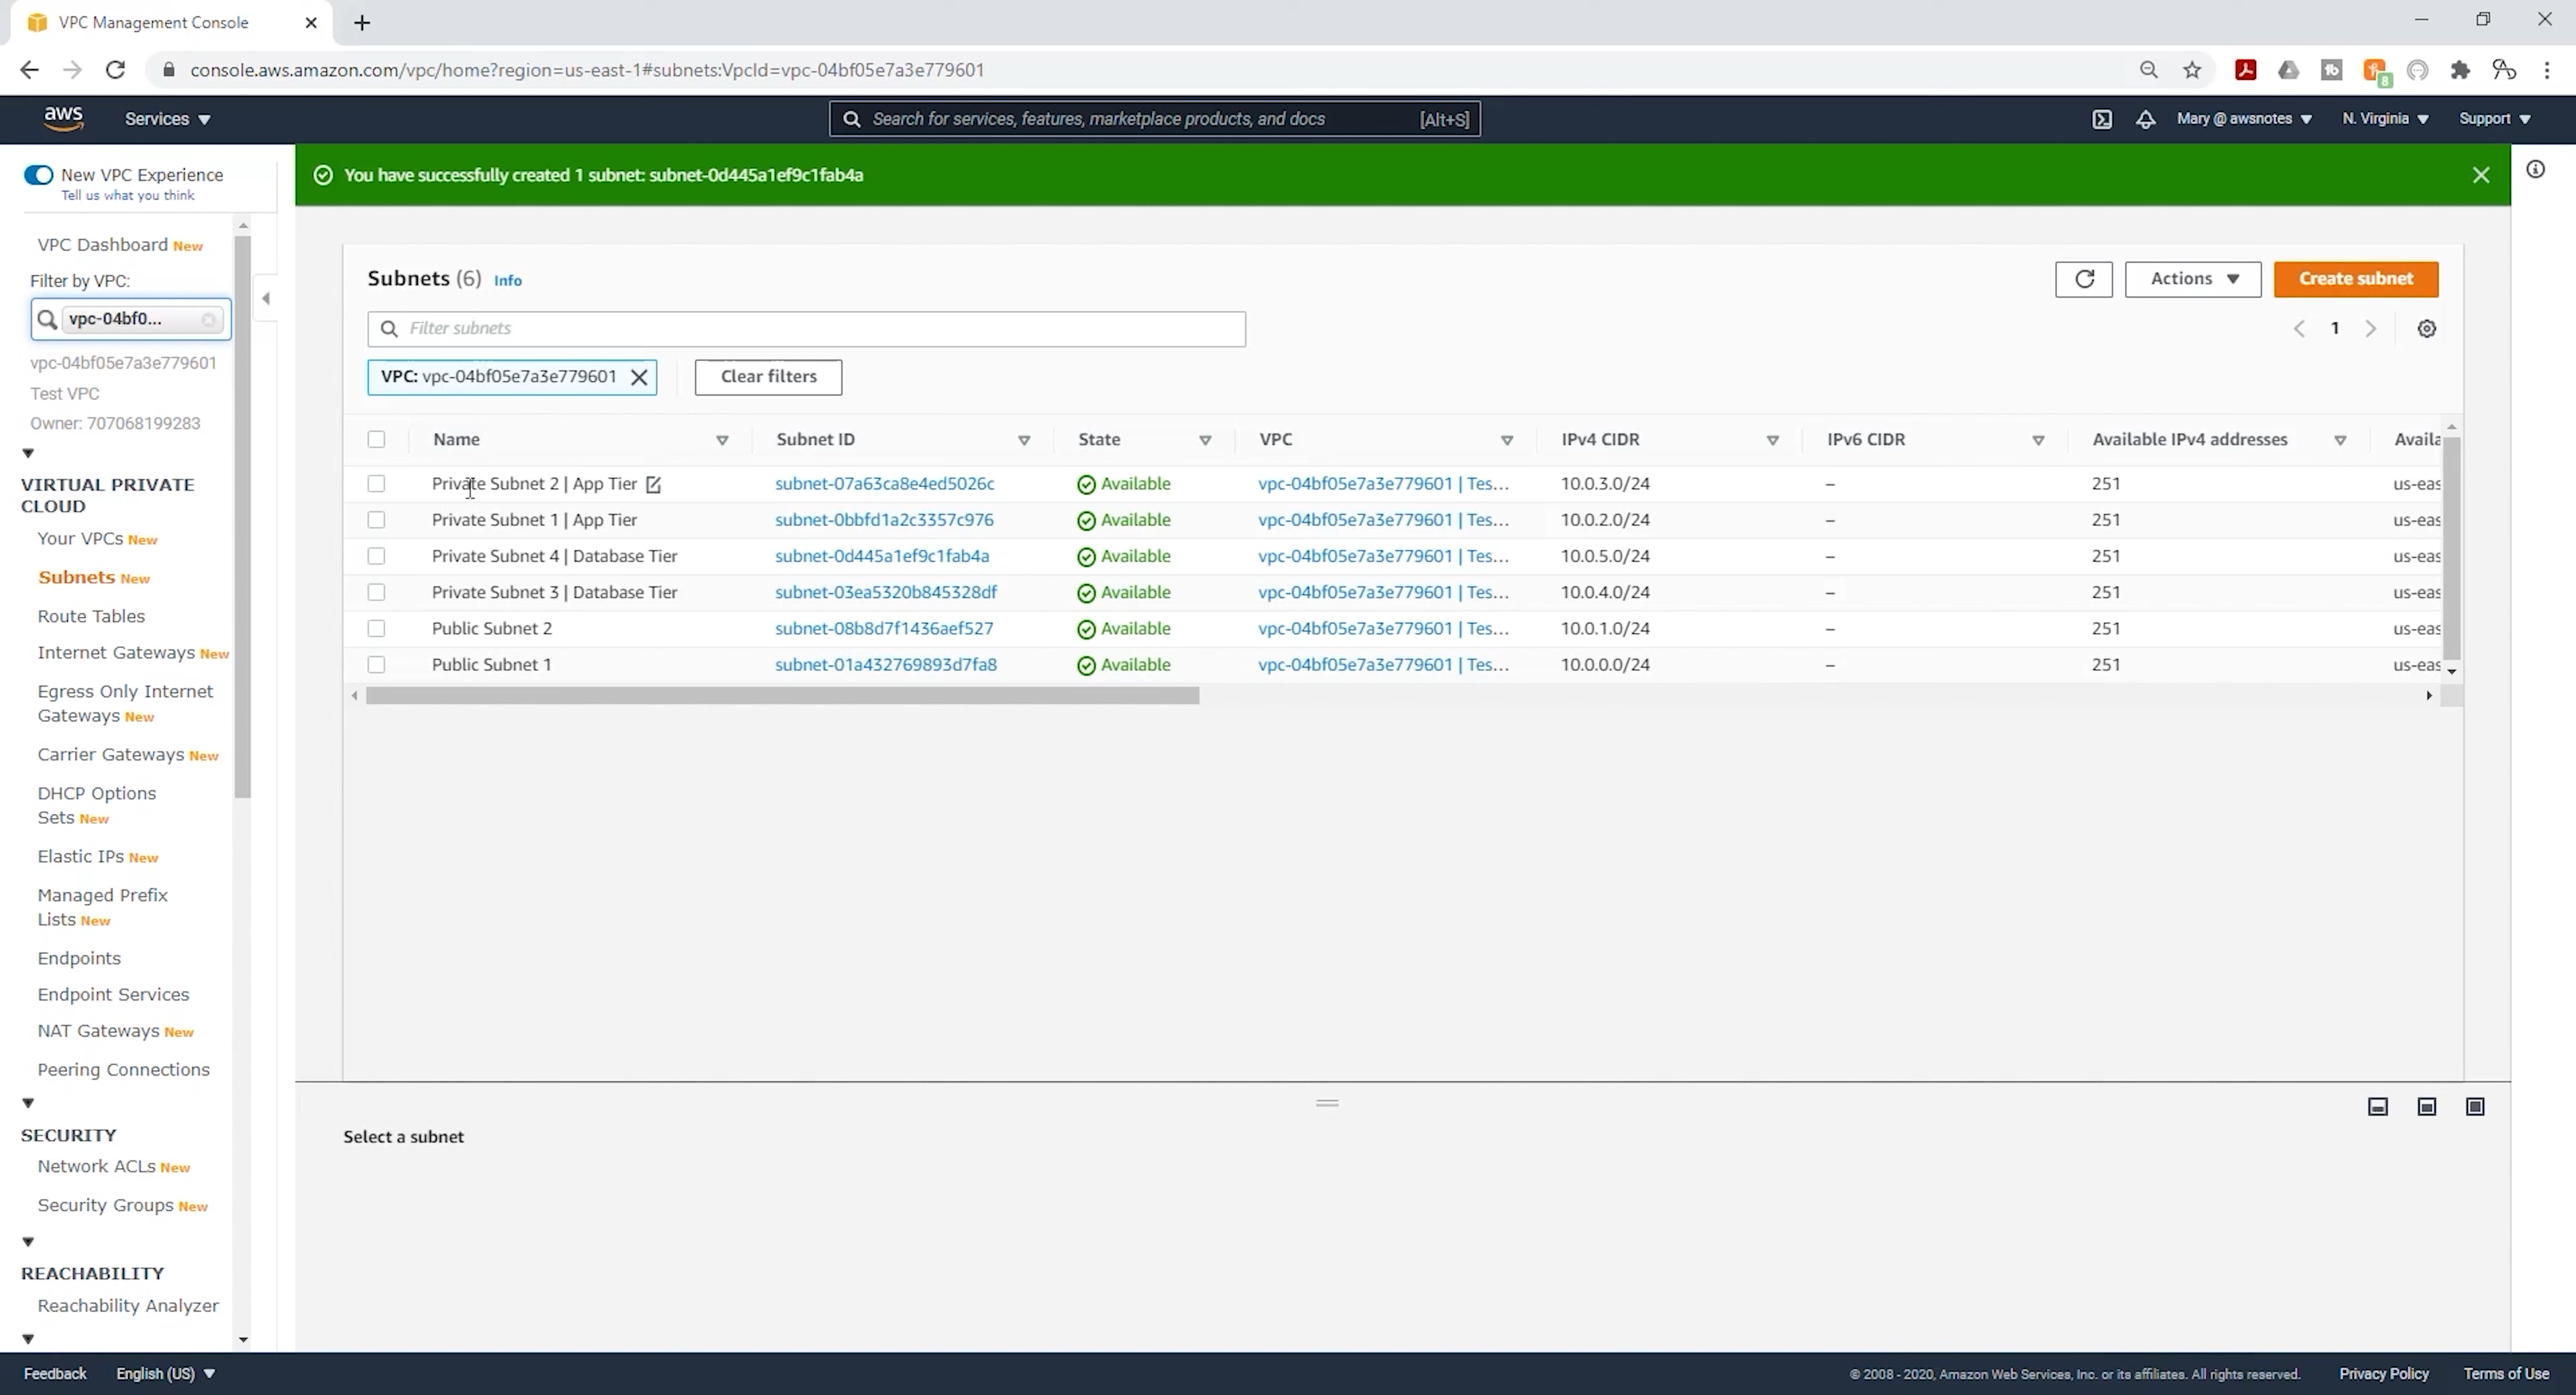 VPC Management Console
console.aws.amazon.com/vpc/home?region=us-east-1#subnets:VpcId=vpc-04bf05e7a3e779601
8
aws
Services
Search for services, features, marketplace products, and docs [Alt+S]
Mary @ awsnotes
N. Virginia
Support
New VPC Experience
Tell us what you think
You have successfully created 1 subnet: subnet-0d445a1ef9c1fab4a
VPC Dashboard New
Filter by VPC:
vpc-04bf0...
vpc-04bf05e7a3e779601
Test VPC
Owner: 707068199283
VIRTUAL PRIVATE
CLOUD
Your VPCs New
Subnets New
Route Tables
Internet Gateways New
Egress Only Internet
Gateways New
Carrier Gateways New
DHCP Options
Sets New
Elastic IPs New
Managed Prefix
Lists New
Endpoints
Endpoint Services
NAT Gateways New
Peering Connections
SECURITY
Network ACLs New
Security Groups New
REACHABILITY
Reachability Analyzer
Subnets (6) Info
Actions
Create subnet
Filter subnets
1
VPC: vpc-04bf05e7a3e779601
Clear filters
Name Subnet ID State VPC IPv4 CIDR IPv6 CIDR Available IPv4 addresses Availa
Private Subnet 2 | App Tier subnet-07a63ca8e4ed5026c Available vpc-04bf05e7a3e779601 | Tes... 10.0.3.0/24 – 251 us-eas
Private Subnet 1 | App Tier subnet-0bbfd1a2c3357c976 Available vpc-04bf05e7a3e779601 | Tes... 10.0.2.0/24 – 251 us-eas
Private Subnet 4 | Database Tier subnet-0d445a1ef9c1fab4a Available vpc-04bf05e7a3e779601 | Tes... 10.0.5.0/24 – 251 us-eas
Private Subnet 3 | Database Tier subnet-03ea5320b845328df Available vpc-04bf05e7a3e779601 | Tes... 10.0.4.0/24 – 251 us-eas
Public Subnet 2 subnet-08b8d7f1436aef527 Available vpc-04bf05e7a3e779601 | Tes... 10.0.1.0/24 – 251 us-eas
Public Subnet 1 subnet-01a432769893d7fa8 Available vpc-04bf05e7a3e779601 | Tes... 10.0.0.0/24 – 251 us-eas
Select a subnet
Feedback
English (US)
© 2008 - 2020, Amazon Web Services, Inc. or its affiliates. All rights reserved.
Privacy Policy
Terms of Use